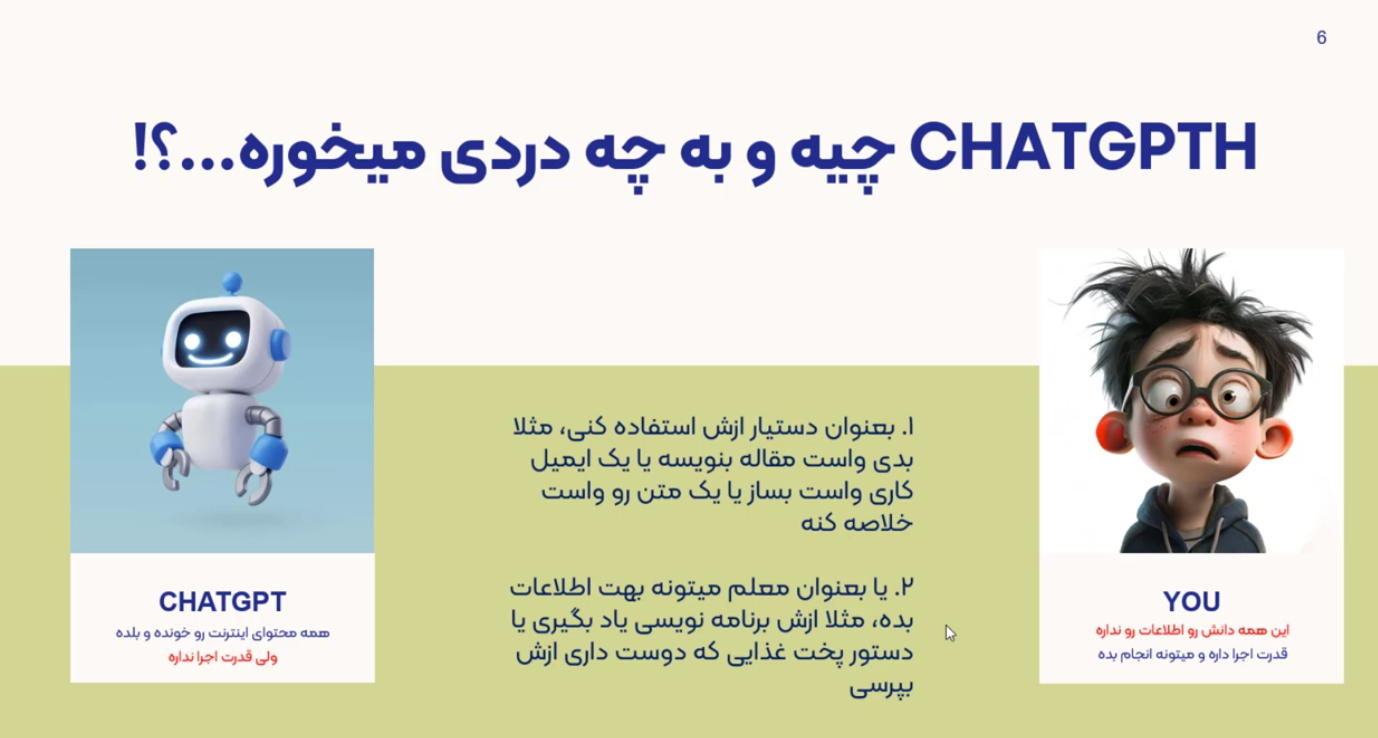 6
CHATGPTH چیه و به چه دردی میخوره...؟!
۱. بعنوان دستیار ازش استفاده کنی، مثلا
بدی واست مقاله بنویسه یا یک ایمیل
کاری واست بساز یا یک متن رو واست
خلاصه کنه
۲. یا بعنوان معلم میتونه بهت اطلاعات
بده، مثلا ازش برنامه نویسی یاد بگیری یا
دستور پخت غذایی که دوست داری ازش
بپرسی
YOU
این همه دانش رو اطلاعات رو نداره
قدرت اجرا داره و میتونه انجام بده
CHATGPT
همه محتوای اینترنت رو خونده و بلده
ولی قدرت اجرا نداره